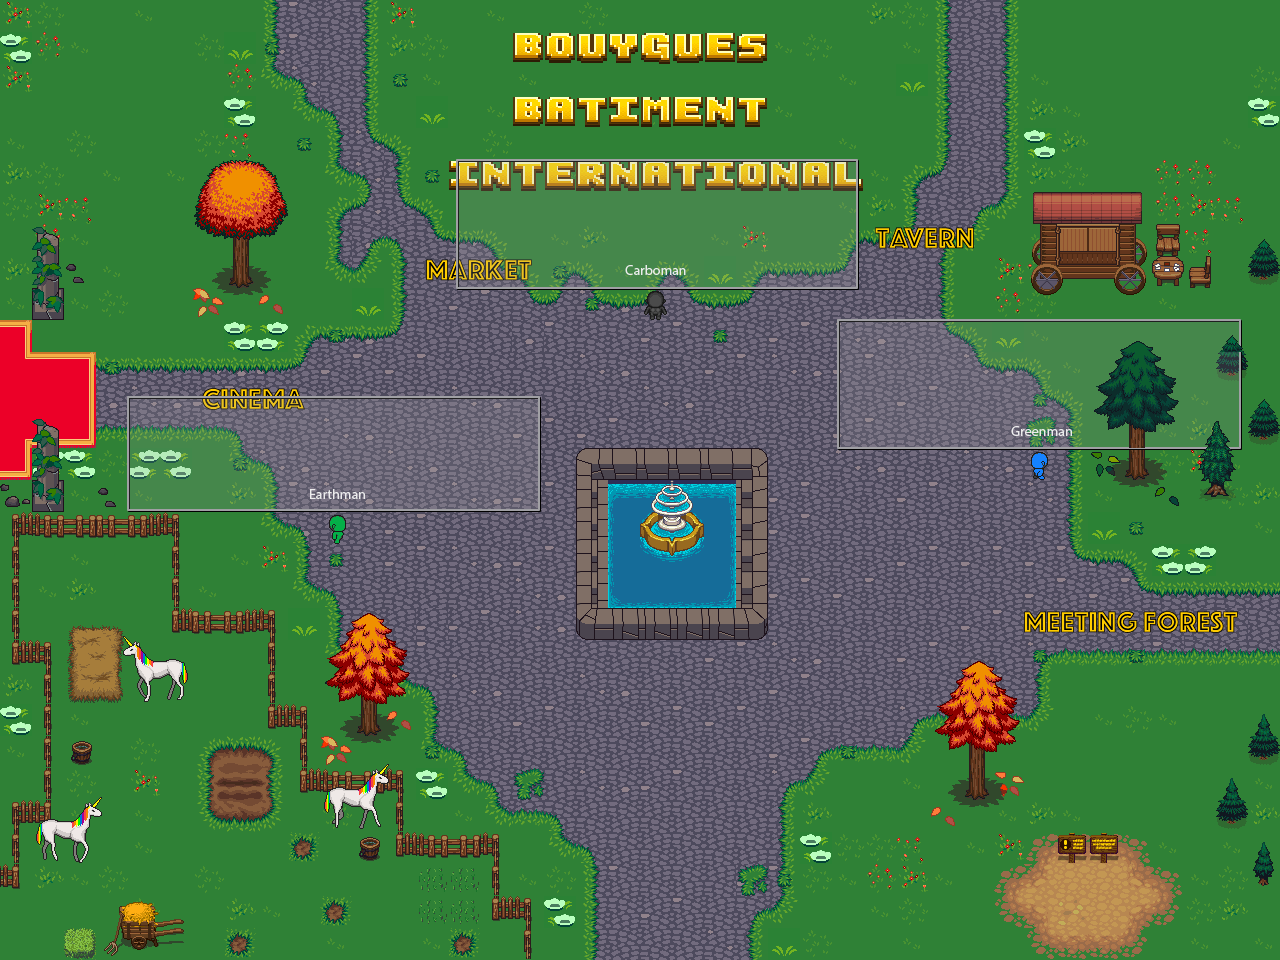 BOUYGUES
BATIMENT
INTERNATIONAL
TAVERN
MARKET
Carboman
CINEMA
Greenman
Earthman
MEETING FOREST